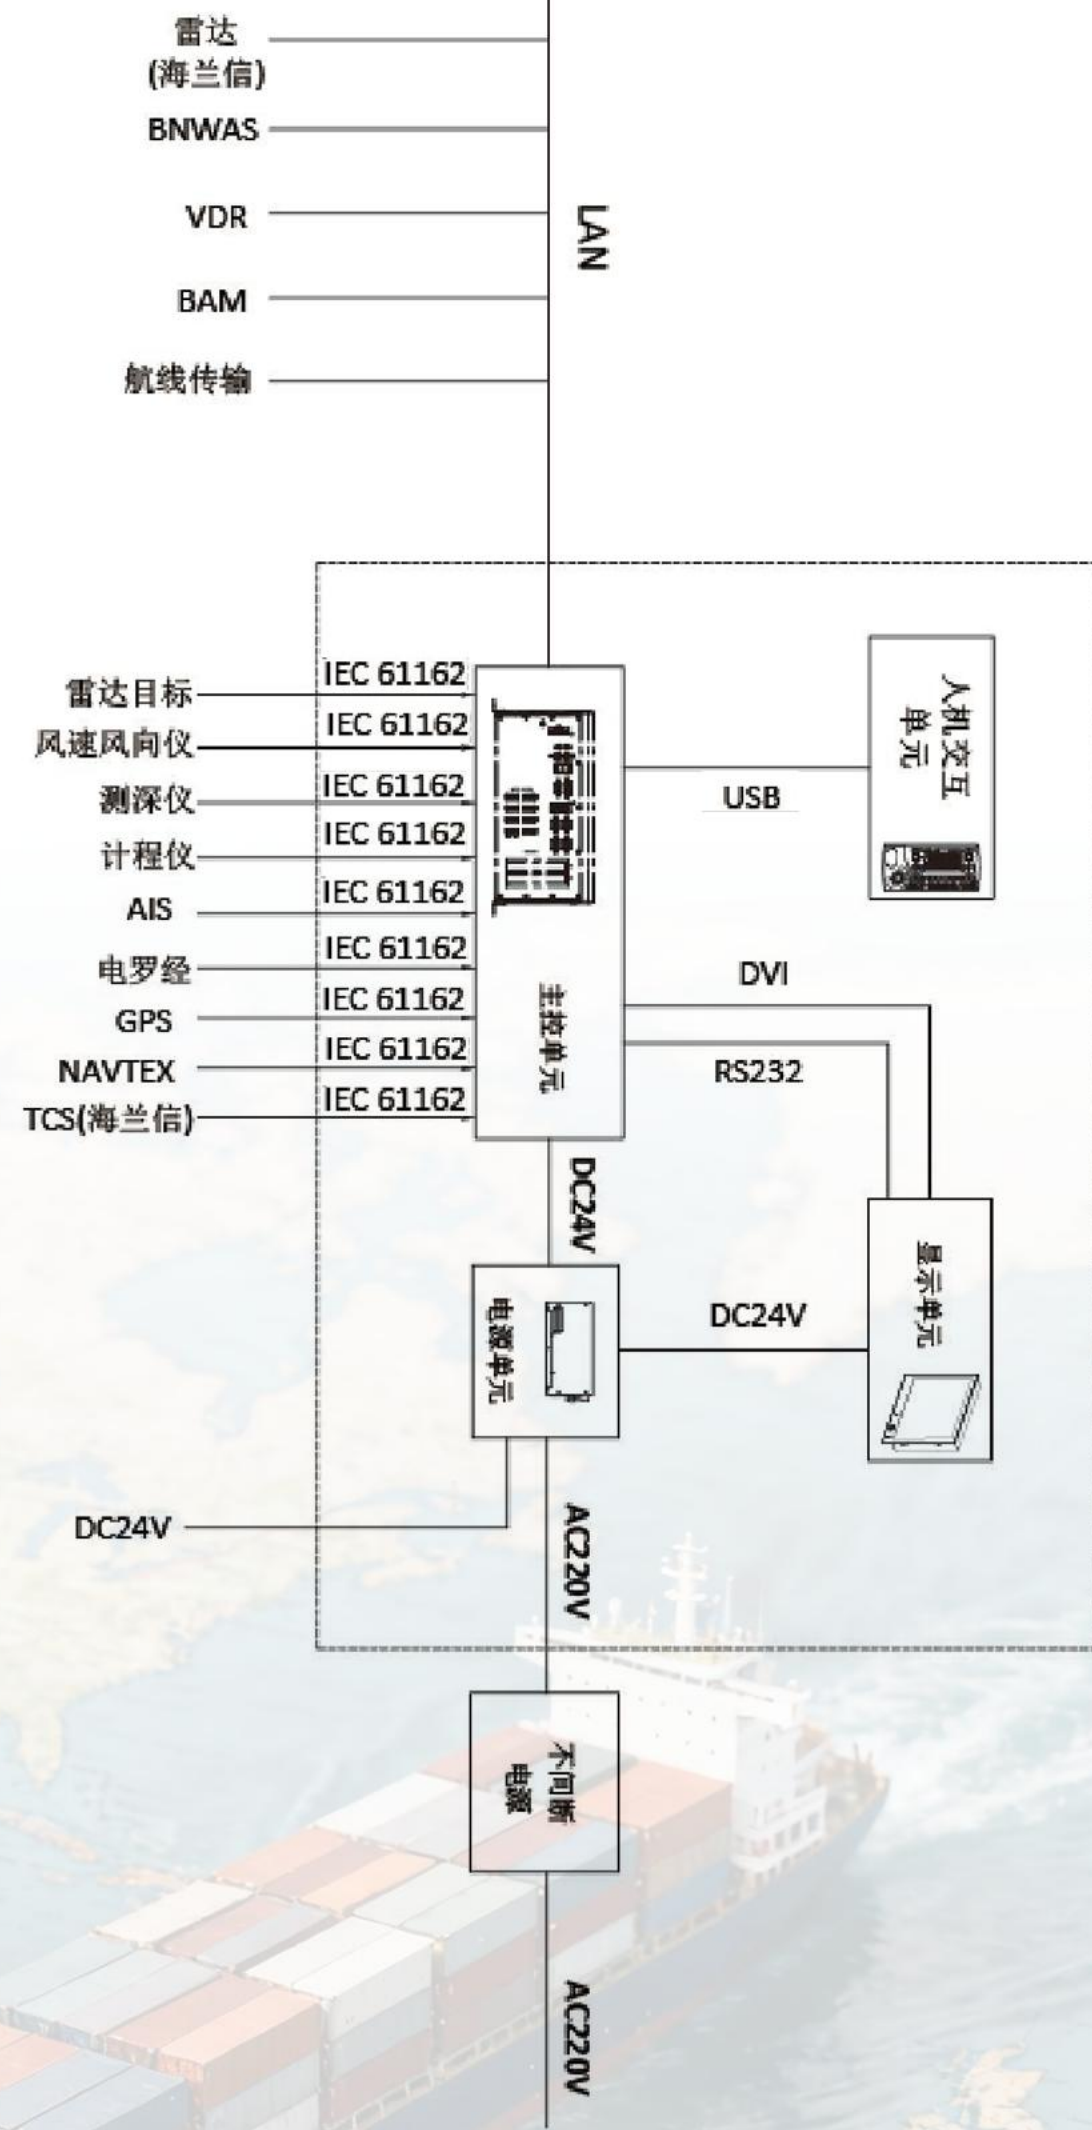 雷达
(海兰信)
BNWAS
VDR
LAN
BAM
航线传输
雷达目标
IEC 61162
风速风向仪
IEC 61162
测深仪
IEC 61162
计程仪
IEC 61162
AIS
IEC 61162
电罗经
IEC 61162
GPS
IEC 61162
NAVTEX
IEC 61162
TCS(海兰信)
IEC 61162
主控单元
USB
人机交互
单元
DVI
RS232
DC24V
电源单元
DC24V
显示单元
DC24V
AC220V
不间断
电源
AC220V